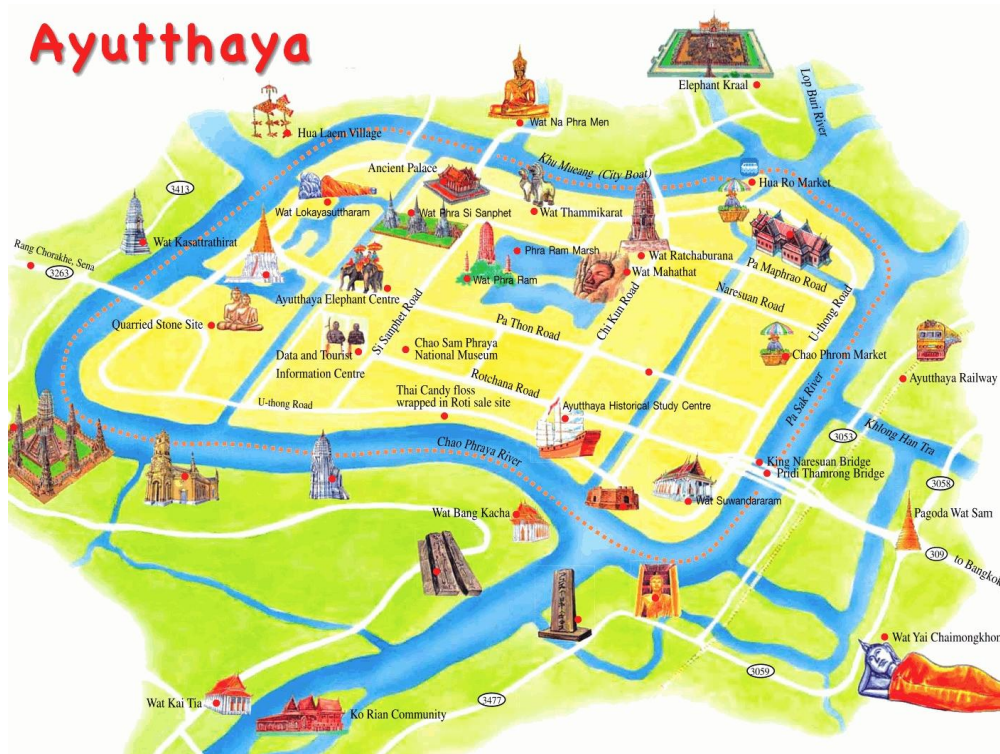 Ayutthaya
Elephant Kraal
Lop Buri River
Wat Na Phra Men
Hua Laem Village
Khu Mueang (City Boat)
Ancient Palace
Hua Ro Market
3413
Wat Lokayasuttharam
Wat Phra Si Sanphet
Wat Thammikarat
Wat Kasattrathirat
Rang Chorakhe, Sena
3263
Phra Ram Marsh
Wat Ratchaburana
Wat Mahathat
Pa Maphrao Road
Wat Phra Ram
Naresuan Road
Ayutthaya Elephant Centre
Si Sanphet Road
Chi Kun Road
U-thong Road
Quarried Stone Site
Pa Thon Road
Data and Tourist
Information Centre
Chao Sam Phraya
National Museum
Chao Phrom Market
Rotchana Road
Ayutthaya Railway
Thai Candy floss
wrapped in Roti sale site
U-thong Road
Ayutthaya Historical Study Centre
Pa Sak River
3053
Khlong Han Tra
Chao Phraya River
King Naresuan Bridge
Pridi Thamrong Bridge
3058
Wat Suwandararam
Wat Bang Kacha
Pagoda Wat Sam
309
to Bangkok
Wat Yai Chaimongkhon
3059
3477
Wat Kai Tia
Ko Rian Community